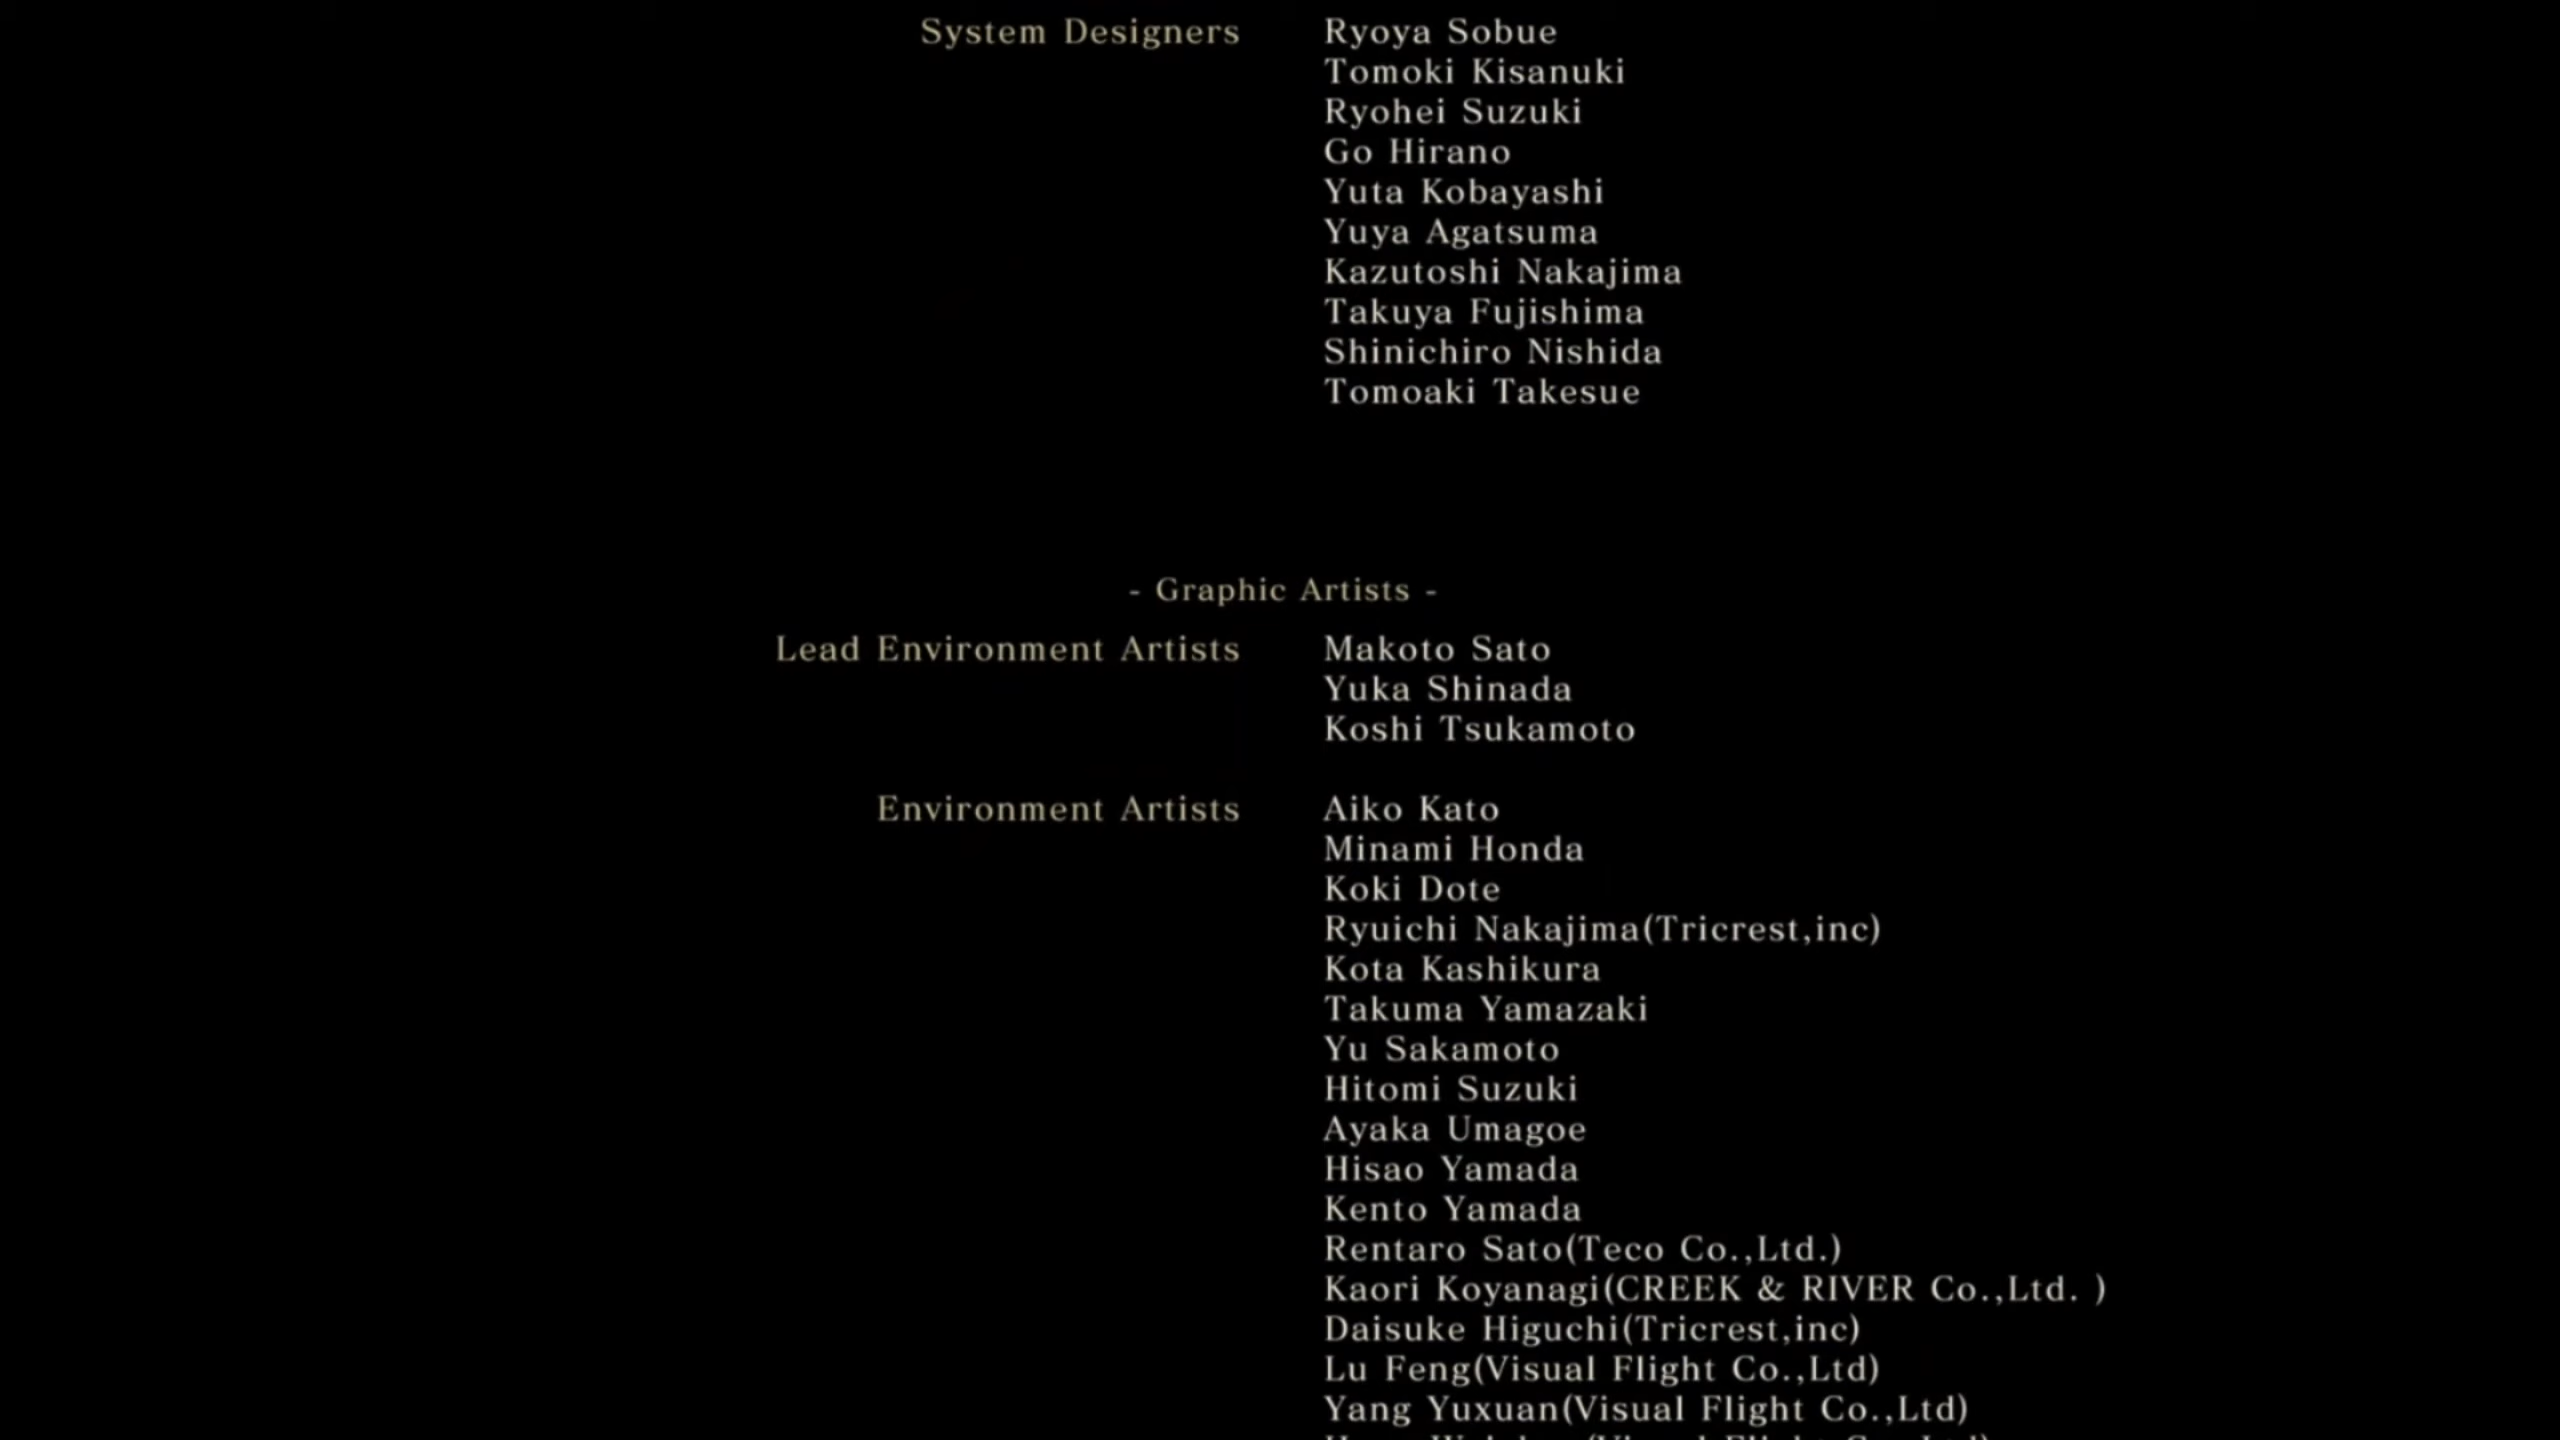 System Designers Ryoya Sobue
Tomoki Kisanuki
Ryohei Suzuki
Go Hirano
Yuta Kobayashi
Yuya Agatsuma
Kazutoshi Nakajima
Takuya Fujishima
Shinichiro Nishida
Tomoaki Takesue
- Graphic Artists -
Lead Environment Artists Makoto Sato
Yuka Shinada
Koshi Tsukamoto
Environment Artists Aiko Kato
Minami Honda
Koki Dote
Ryuichi Nakajima(Tricrest,inc)
Kota Kashikura
Takuma Yamazaki
Yu Sakamoto
Hitomi Suzuki
Ayaka Umagoe
Hisao Yamada
Kento Yamada
Rentaro Sato(Teco Co.,Ltd.)
Kaori Koyanagi(CREEK & RIVER Co.,Ltd. )
Daisuke Higuchi(Tricrest,inc)
Lu Feng(Visual Flight Co.,Ltd)
Yang Yuxuan(Visual Flight Co.,Ltd)